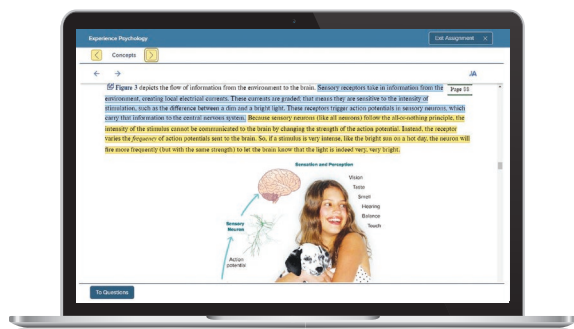 Experience Psychology
Exit Assignment X
Concepts
Figure 3 depicts the flow of information from the environment to the brain. Sensory receptors take in information from the
Page 88
environment, creating local electrical currents. These currents are graded; that means they are sensitive to the intensity of
stimulation, such as the difference between a dim and a bright light. These receptors trigger action potentials in sensory neurons, which
carry that information to the central nervous system. Because sensory neurons (like all neurons) follow the all-or-nothing principle, the
intensity of the stimulus cannot be communicated to the brain by changing the strength of the action potential. Instead, the receptor
varies the frequency of action potentials sent to the brain. So, if a stimulus is very intense, like the bright sun on a hot day, the neuron will
fire more frequently (but with the same strength) to let the brain know that the light is indeed very, very bright.
Sensation and Perception
Vision
Taste
Smell
Hearing
Balance
Touch
Sensory
Neuron
Action
potential
To Questions